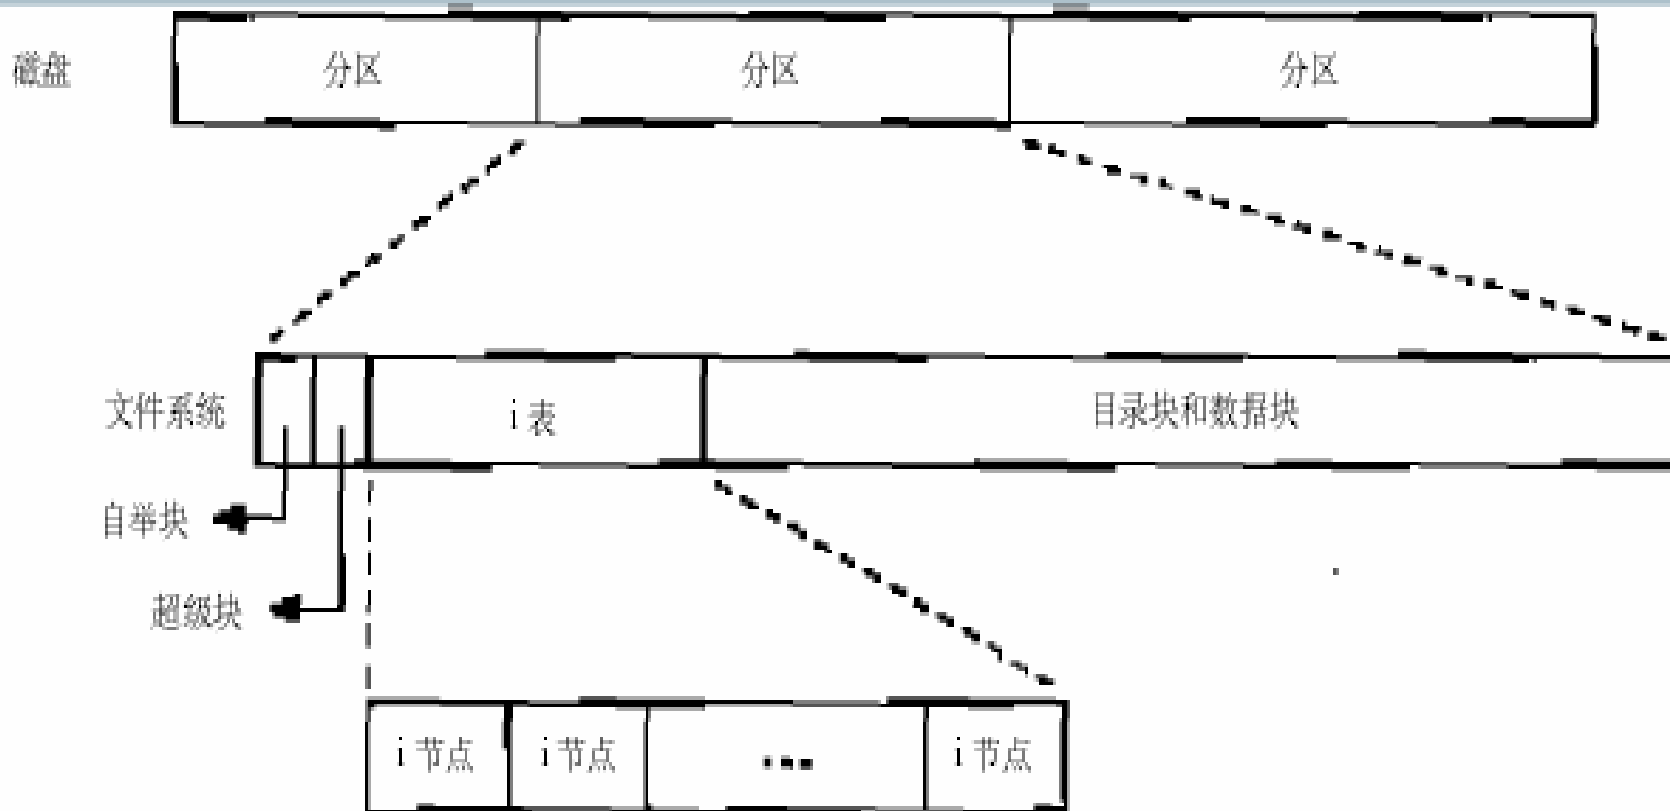 磁盘 分区 分区 分区
文件系统 i 表 目录块和数据块
自举块
超级块
i 节点 i 节点 ... i 节点